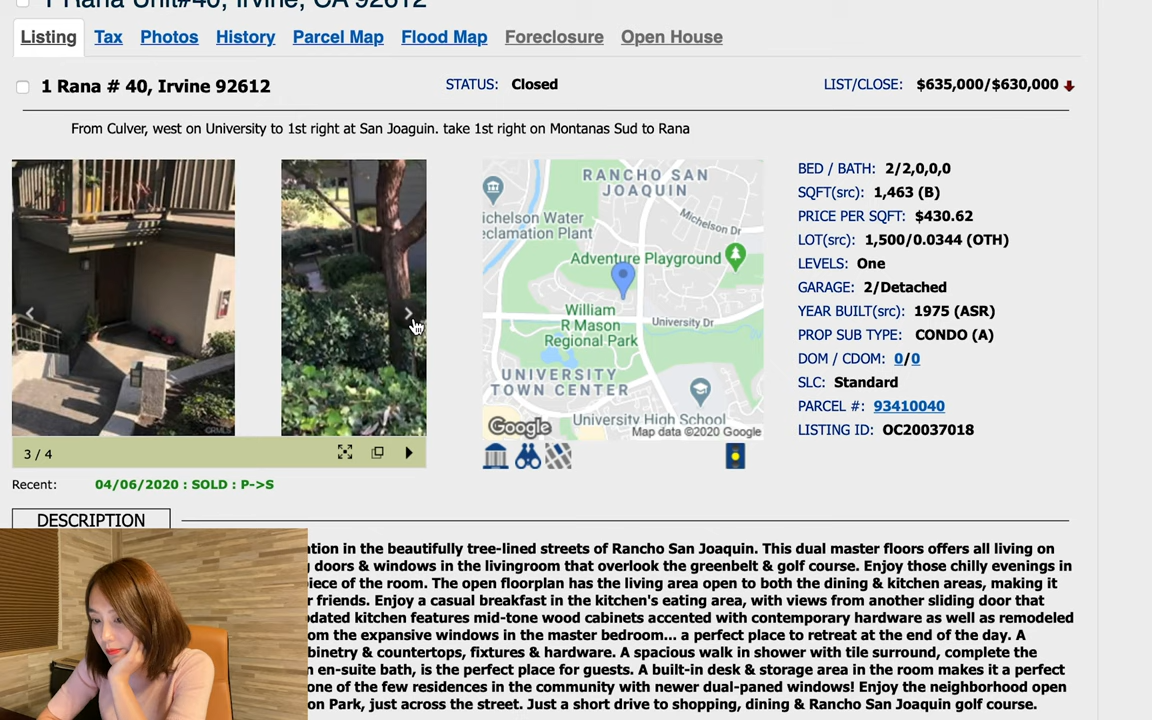 1 Rana Unit#40, Irvine, CA 92612
Listing Tax Photos History Parcel Map Flood Map Foreclosure Open House
1 Rana # 40, Irvine 92612 STATUS: Closed LIST/CLOSE: $635,000/$630,000
From Culver, west on University to 1st right at San Joaguin. take 1st right on Montanas Sud to Rana
RANCHO SAN
JOAQUIN
Michelson Dr
ichelson Water
eclamation Plant
Adventure Playground
William
R Mason
Regional Park
University Dr
UNIVERSITY
TOWN CENTER
University High School
Google
Map data ©2020 Google
CRMLS
3 / 4
BED / BATH: 2/2,0,0,0
SQFT(src): 1,463 (B)
PRICE PER SQFT: $430.62
LOT(src): 1,500/0.0344 (OTH)
LEVELS: One
GARAGE: 2/Detached
YEAR BUILT(src): 1975 (ASR)
PROP SUB TYPE: CONDO (A)
DOM / CDOM: 0/0
SLC: Standard
PARCEL #: 93410040
LISTING ID: OC20037018
Recent: 04/06/2020 : SOLD : P->S
DESCRIPTION
ation in the beautifully tree-lined streets of Rancho San Joaquin. This dual master floors offers all living on
doors & windows in the livingroom that overlook the greenbelt & golf course. Enjoy those chilly evenings in
iece of the room. The open floorplan has the living area open to both the dining & kitchen areas, making it
r friends. Enjoy a casual breakfast in the kitchen's eating area, with views from another sliding door that
dated kitchen features mid-tone wood cabinets accented with contemporary hardware as well as remodeled
om the expansive windows in the master bedroom... a perfect place to retreat at the end of the day. A
binetry & countertops, fixtures & hardware. A spacious walk in shower with tile surround, complete the
n en-suite bath, is the perfect place for guests. A built-in desk & storage area in the room makes it a perfect
one of the few residences in the community with newer dual-paned windows! Enjoy the neighborhood open
on Park, just across the street. Just a short drive to shopping, dining & Rancho San Joaquin golf course.